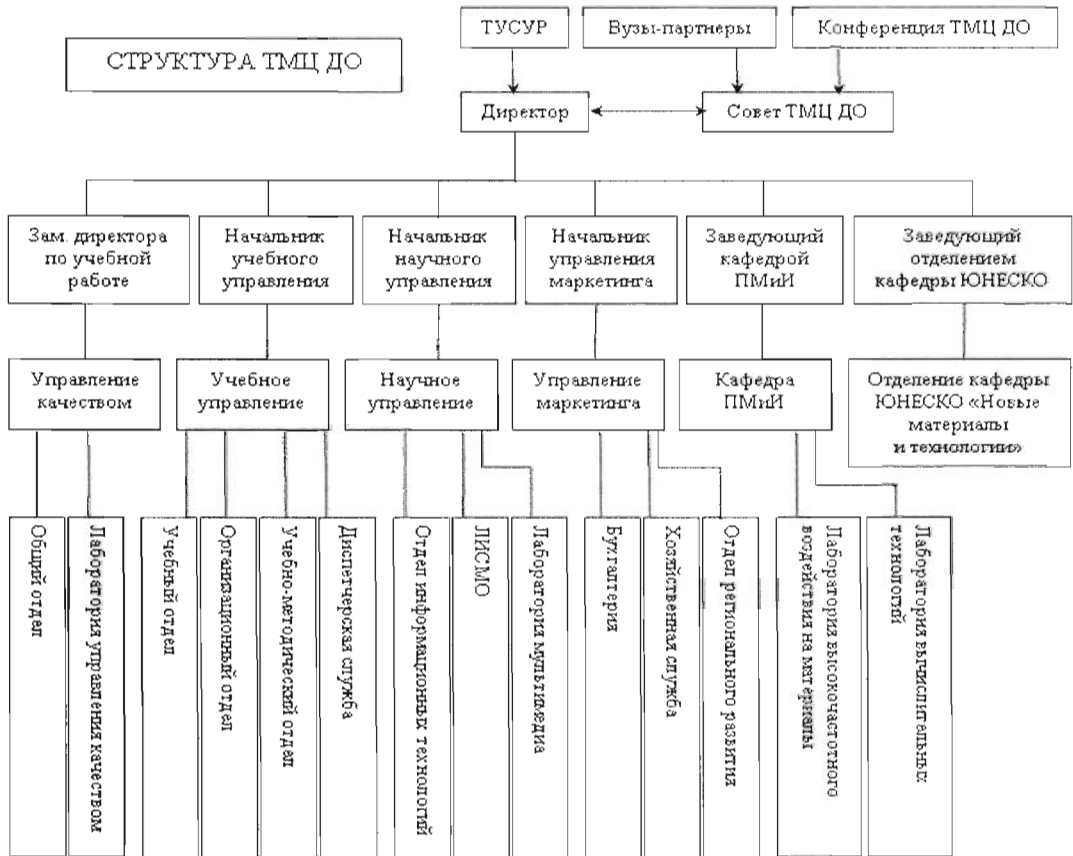 ТУСУР
Вузы-партнеры
Конференция ТМЦ ДО
СТРУКТУРА ТМЦ ДО
Директор
Совет ТМЦ ДО
Зам. директора
по учебной
работе
Начальник
учебного
управления
Начальник
научного
управления
Начальник
управления
маркетинга
Заведующий
кафедрой
ПМиИ
Заведующий
отделением
кафедры ЮНЕСКО
Управление
качеством
Учебное
управление
Научное
управление
Управление
маркетинга
Кафедра
ПМиИ
Отделение кафедры
ЮНЕСКО «Новые
материалы
и технологии»
Общий отдел
Лаборатория управления качеством
Учебный отдел
Организационный отдел
Учебно-методический отдел
Диспетчерская служба
Отдел информационных технологий
ЛИСМО
Лаборатория мультимедиа
Бухгалтерия
Хозяйственная служба
Отдел регионального развития
Лаборатория высокочастотного
воздействия на материалы
Лаборатория вычислительных
технологий